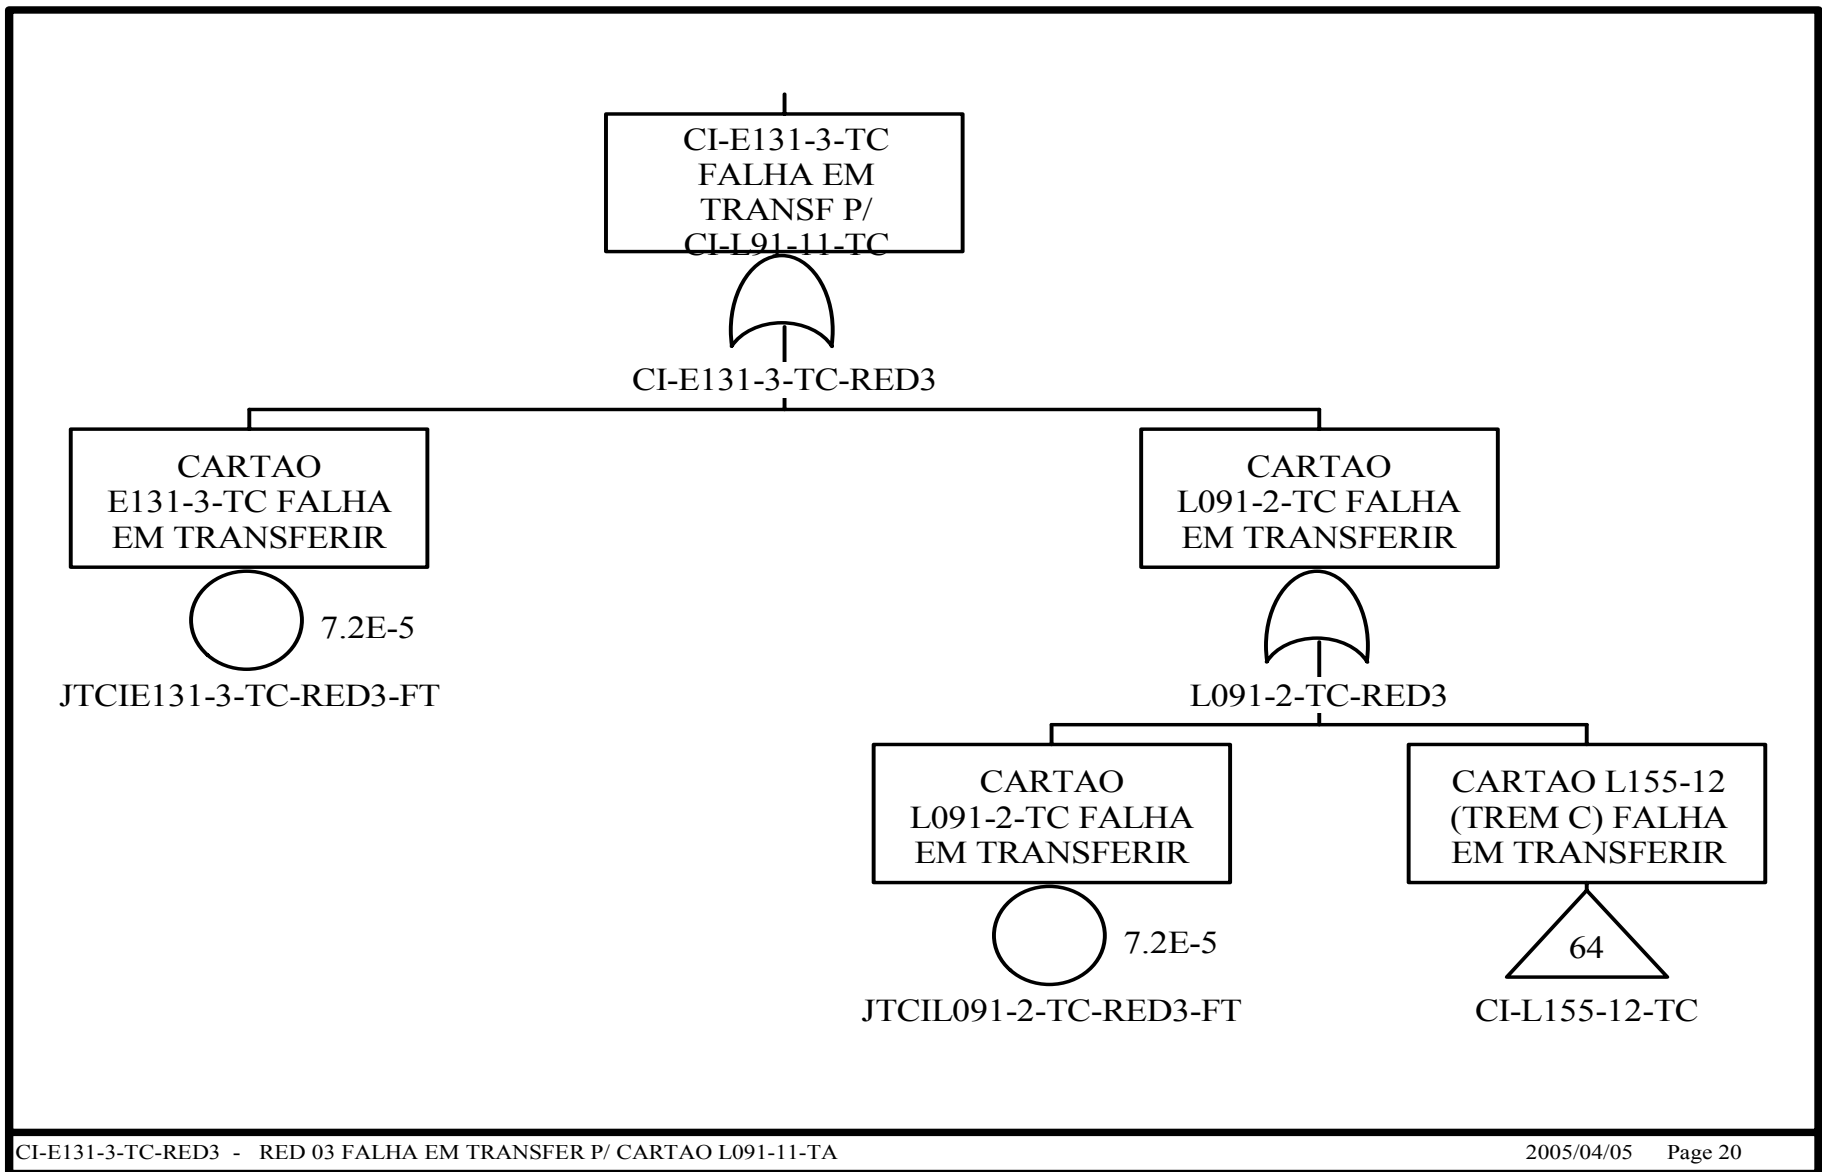 CI-E131-3-TC
FALHA EM
TRANSF P/
CI-L91-11-TC
CI-E131-3-TC-RED3
CARTAO
E131-3-TC FALHA
EM TRANSFERIR
7.2E-5
JTCIE131-3-TC-RED3-FT
CARTAO
L091-2-TC FALHA
EM TRANSFERIR
L091-2-TC-RED3
CARTAO
L091-2-TC FALHA
EM TRANSFERIR
7.2E-5
JTCIL091-2-TC-RED3-FT
CARTAO L155-12
(TREM C) FALHA
EM TRANSFERIR
64
CI-L155-12-TC
CI-E131-3-TC-RED3 - RED 03 FALHA EM TRANSFER P/ CARTAO L091-11-TA 2005/04/05 Page 20